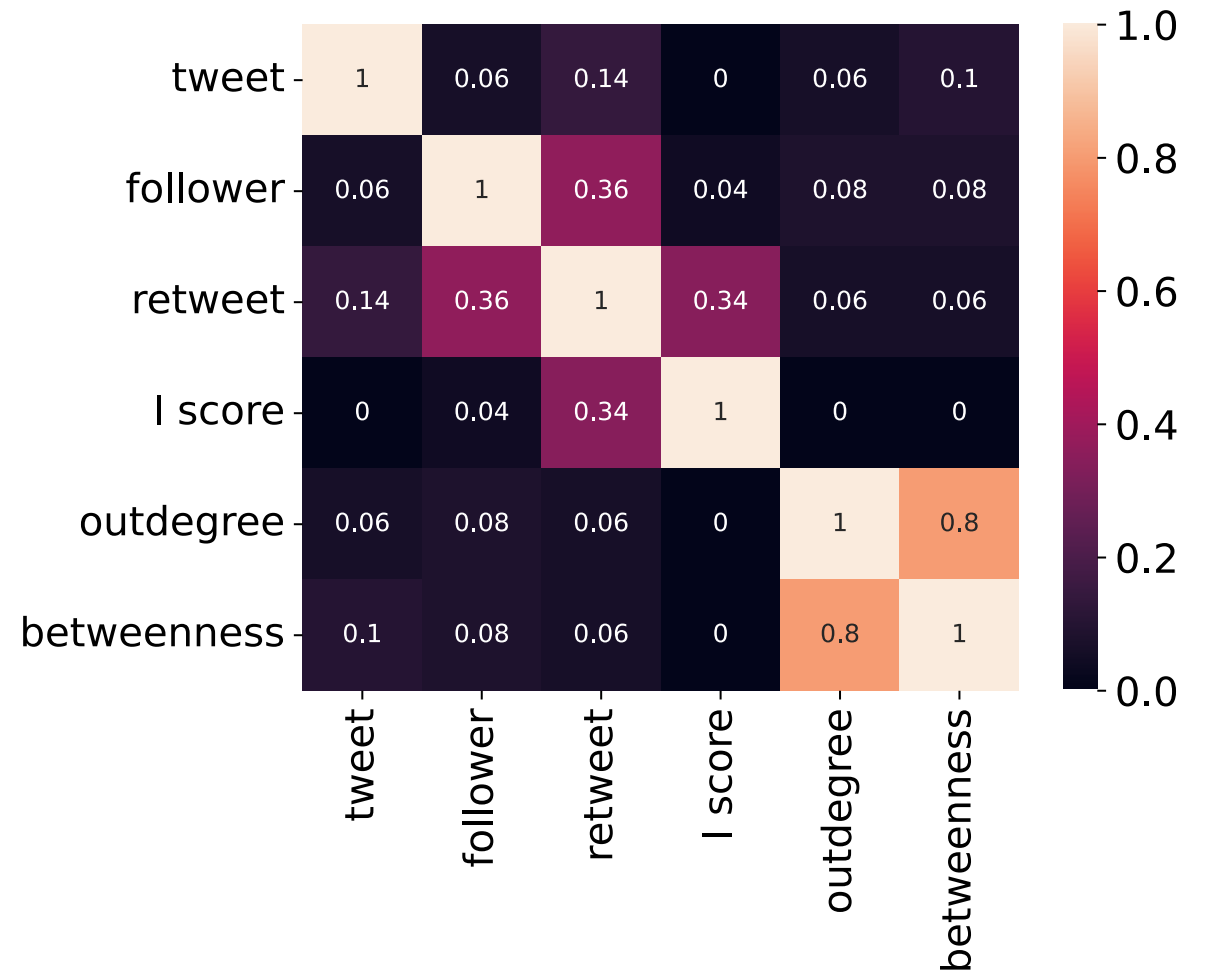 tweet 1 0.06 0.14 0 0.06 0.1
follower 0.06 1 0.36 0.04 0.08 0.08
retweet 0.14 0.36 1 0.34 0.06 0.06
I score 0 0.04 0.34 1 0 0
outdegree 0.06 0.08 0.06 0 1 0.8
betweenness 0.1 0.08 0.06 0 0.8 1
tweet
follower
retweet
I score
outdegree
betweenness
1.0
0.8
0.6
0.4
0.2
0.0